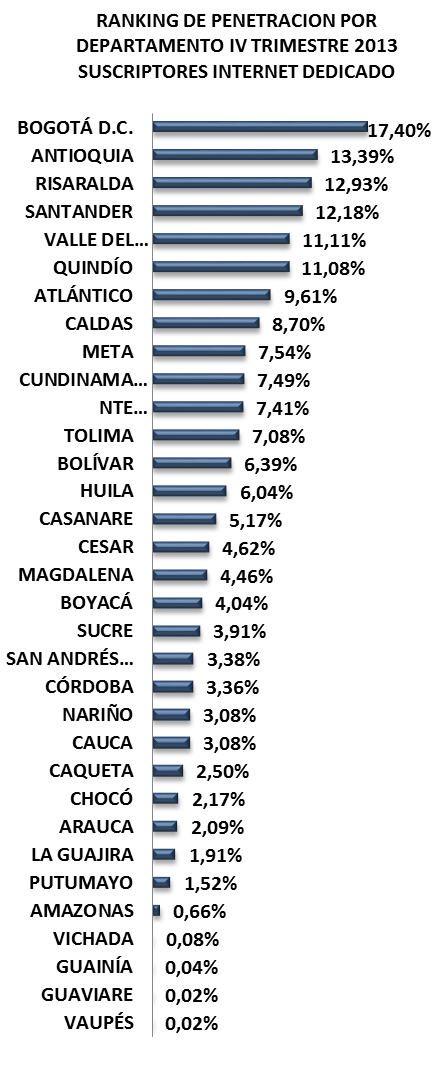 RANKING DE PENETRACION POR
DEPARTAMENTO IV TRIMESTRE 2013
SUSCRIPTORES INTERNET DEDICADO
BOGOTÁ D.C. 17,40%
ANTIOQUIA 13,39%
RISARALDA 12,93%
SANTANDER 12,18%
VALLE DEL... 11,11%
QUINDÍO 11,08%
ATLÁNTICO 9,61%
CALDAS 8,70%
META 7,54%
CUNDINAMA... 7,49%
NTE... 7,41%
TOLIMA 7,08%
BOLÍVAR 6,39%
HUILA 6,04%
CASANARE 5,17%
CESAR 4,62%
MAGDALENA 4,46%
BOYACÁ 4,04%
SUCRE 3,91%
SAN ANDRÉS... 3,38%
CÓRDOBA 3,36%
NARIÑO 3,08%
CAUCA 3,08%
CAQUETA 2,50%
CHOCÓ 2,17%
ARAUCA 2,09%
LA GUAJIRA 1,91%
PUTUMAYO 1,52%
AMAZONAS 0,66%
VICHADA 0,08%
GUAINÍA 0,04%
GUAVIARE 0,02%
VAUPÉS 0,02%